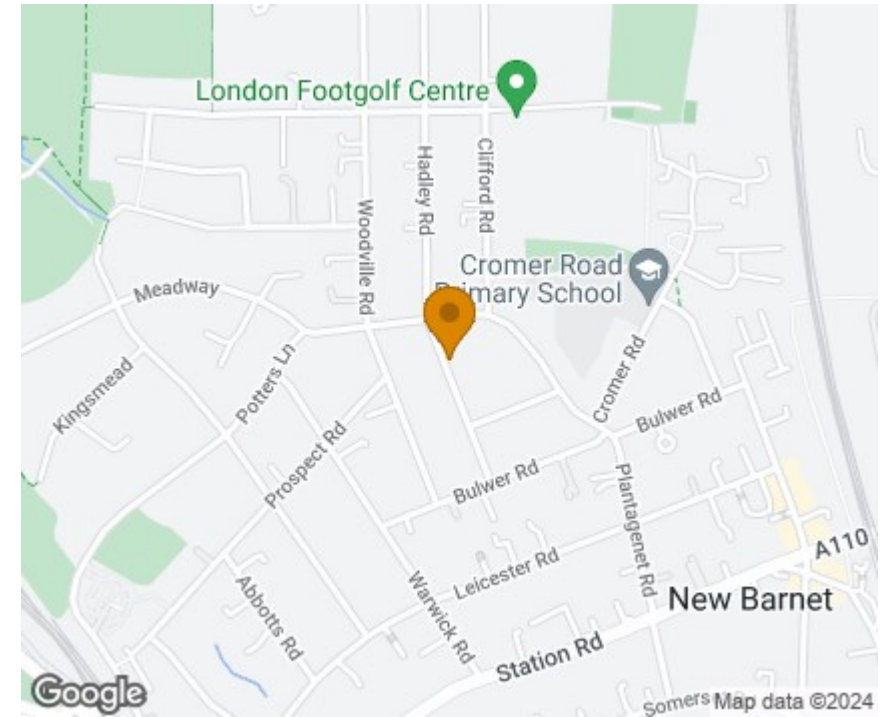 London Footgolf Centre
Hadley Rd
Clifford Rd
Woodville Rd
Cromer Road
Primary School
Meadway
Potters Ln
Kingsmead
Cromer Rd
Prospect Rd
Bulwer Rd
Bulwer Rd
Plantagenet Rd
A110
Leicester Rd
Warwick Rd
Abbotts Rd
New Barnet
Station Rd
Google
Somers
Map data ©2024